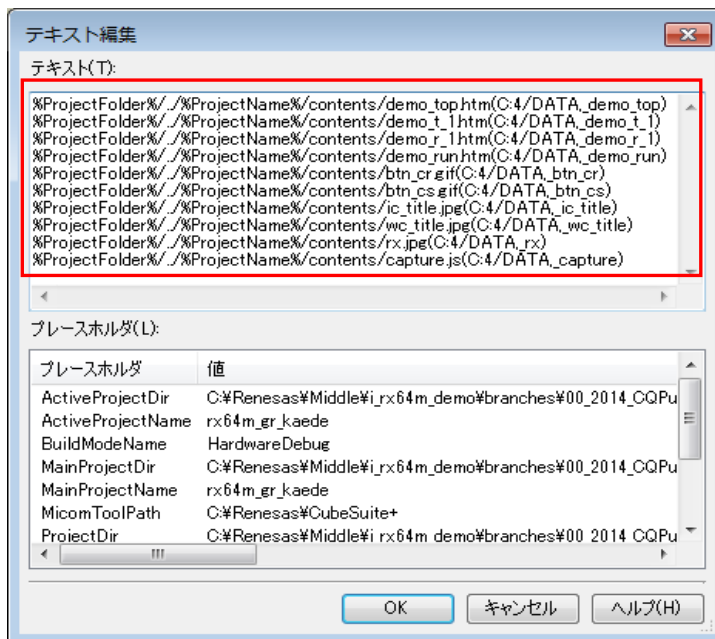 テキスト編集
テキスト(T):
%ProjectFolder%/../%ProjectName%/contents/demo_top.htm(C:4/DATA,_demo_top)
%ProjectFolder%/../%ProjectName%/contents/demo_t_1.htm(C:4/DATA,_demo_t_1)
%ProjectFolder%/../%ProjectName%/contents/demo_r_1.htm(C:4/DATA,_demo_r_1)
%ProjectFolder%/../%ProjectName%/contents/demo_run.htm(C:4/DATA,_demo_run)
%ProjectFolder%/../%ProjectName%/contents/btn_cr.gif(C:4/DATA,_btn_cr)
%ProjectFolder%/../%ProjectName%/contents/btn_cs.gif(C:4/DATA,_btn_cs)
%ProjectFolder%/../%ProjectName%/contents/ic_title.jpg(C:4/DATA,_ic_title)
%ProjectFolder%/../%ProjectName%/contents/wc_title.jpg(C:4/DATA,_wc_title)
%ProjectFolder%/../%ProjectName%/contents/rx.jpg(C:4/DATA,_rx)
%ProjectFolder%/../%ProjectName%/contents/capture.js(C:4/DATA,_capture)
プレースホルダ(L):
プレースホルダ 値
ActiveProjectDir C:¥Renesas¥Middle¥i_rx64m_demo¥branches¥00_2014_CQPu
ActiveProjectName rx64m_gr_kaede
BuildModeName HardwareDebug
MainProjectDir C:¥Renesas¥Middle¥i_rx64m_demo¥branches¥00_2014_CQPu
MainProjectName rx64m_gr_kaede
MicomToolPath C:¥Renesas¥CubeSuite+
ProjectDir C:¥Renesas¥Middle¥i_rx64m_demo¥branches¥00_2014_CQPu
OK キャンセル ヘルプ(H)